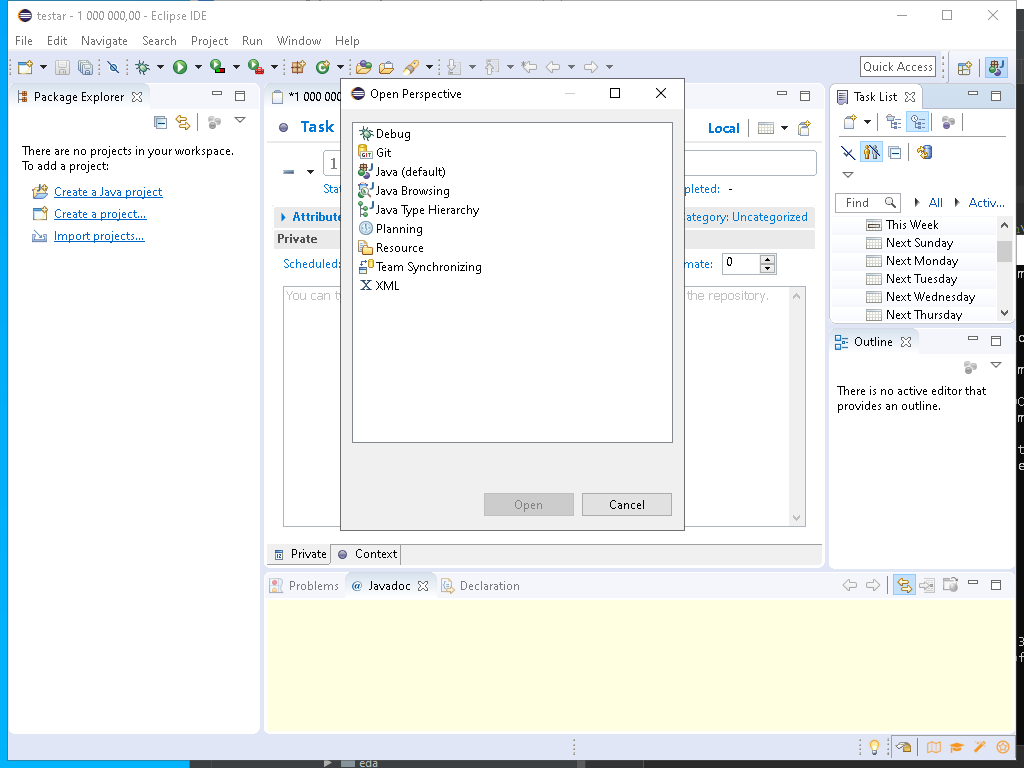 testar - 1 000 000,00 - Eclipse IDE
File Edit Navigate Search Project Run Window Help
Quick Access
Package Explorer
There are no projects in your workspace.
To add a project:
Create a Java project
Create a project...
Import projects...
*1 000 000
Task
Local
1
Stat
pleted: -
Attribute
ategory: Uncategorized
Private
Scheduled:
mate: 0
You can t
the repository.
Private Context
Open Perspective
Debug
GIT Git
Java (default)
Java Browsing
Java Type Hierarchy
Planning
Resource
Team Synchronizing
X XML
Open Cancel
Task List
Find All Activ...
This Week
Next Sunday
Next Monday
Next Tuesday
Next Wednesday
Next Thursday
Outline
There is no active editor that
provides an outline.
Problems @ Javadoc Declaration
eda